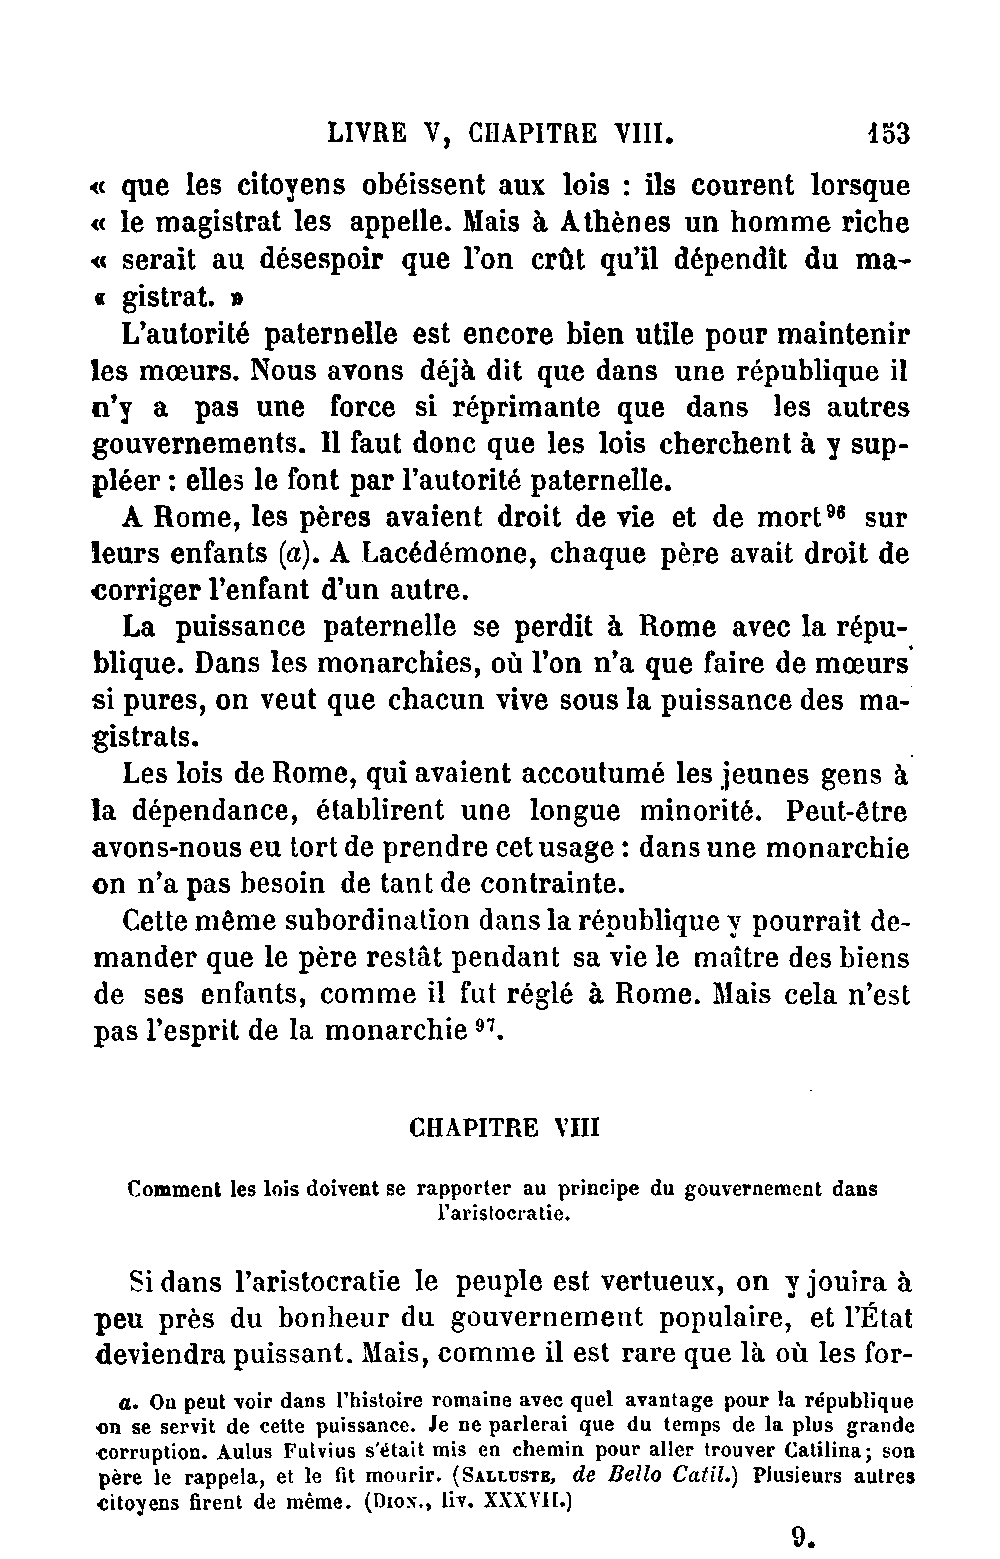 LIVRE V, CHAPITRE VIII. 153
« que les citoyens obéissent aux lois : ils courent lorsque
« le magistrat les appelle. Mais à Athènes un homme riche
« serait au désespoir que l'on crût qu'il dépendît du ma-
« gistrat. »
L'autorité paternelle est encore bien utile pour maintenir
les mœurs. Nous avons déjà dit que dans une république il
n'y a pas une force si réprimante que dans les autres
gouvernements. Il faut donc que les lois cherchent à y sup-
pléer : elles le font par l'autorité paternelle.
A Rome, les pères avaient droit de vie et de mort⁹⁶ sur
leurs enfants (a). A Lacédémone, chaque père avait droit de
corriger l'enfant d'un autre.
La puissance paternelle se perdit à Rome avec la répu-
blique. Dans les monarchies, où l'on n'a que faire de mœurs
si pures, on veut que chacun vive sous la puissance des ma-
gistrats.
Les lois de Rome, qui avaient accoutumé les jeunes gens à
la dépendance, établirent une longue minorité. Peut-être
avons-nous eu tort de prendre cet usage : dans une monarchie
on n'a pas besoin de tant de contrainte.
Cette même subordination dans la république y pourrait de-
mander que le père restât pendant sa vie le maître des biens
de ses enfants, comme il fut réglé à Rome. Mais cela n'est
pas l'esprit de la monarchie ⁹⁷.
CHAPITRE VIII
Comment les lois doivent se rapporter au principe du gouvernement dans
l'aristocratie.
Si dans l'aristocratie le peuple est vertueux, on y jouira à
peu près du bonheur du gouvernement populaire, et l'État
deviendra puissant. Mais, comme il est rare que là où les for-
a. On peut voir dans l'histoire romaine avec quel avantage pour la république
on se servit de cette puissance. Je ne parlerai que du temps de la plus grande
corruption. Aulus Fulvius s'était mis en chemin pour aller trouver Catilina; son
père le rappela, et le fit mourir. (SALLUSTE, de Bello Catil.) Plusieurs autres
citoyens firent de même. (DION., liv. XXXVII.)
9.